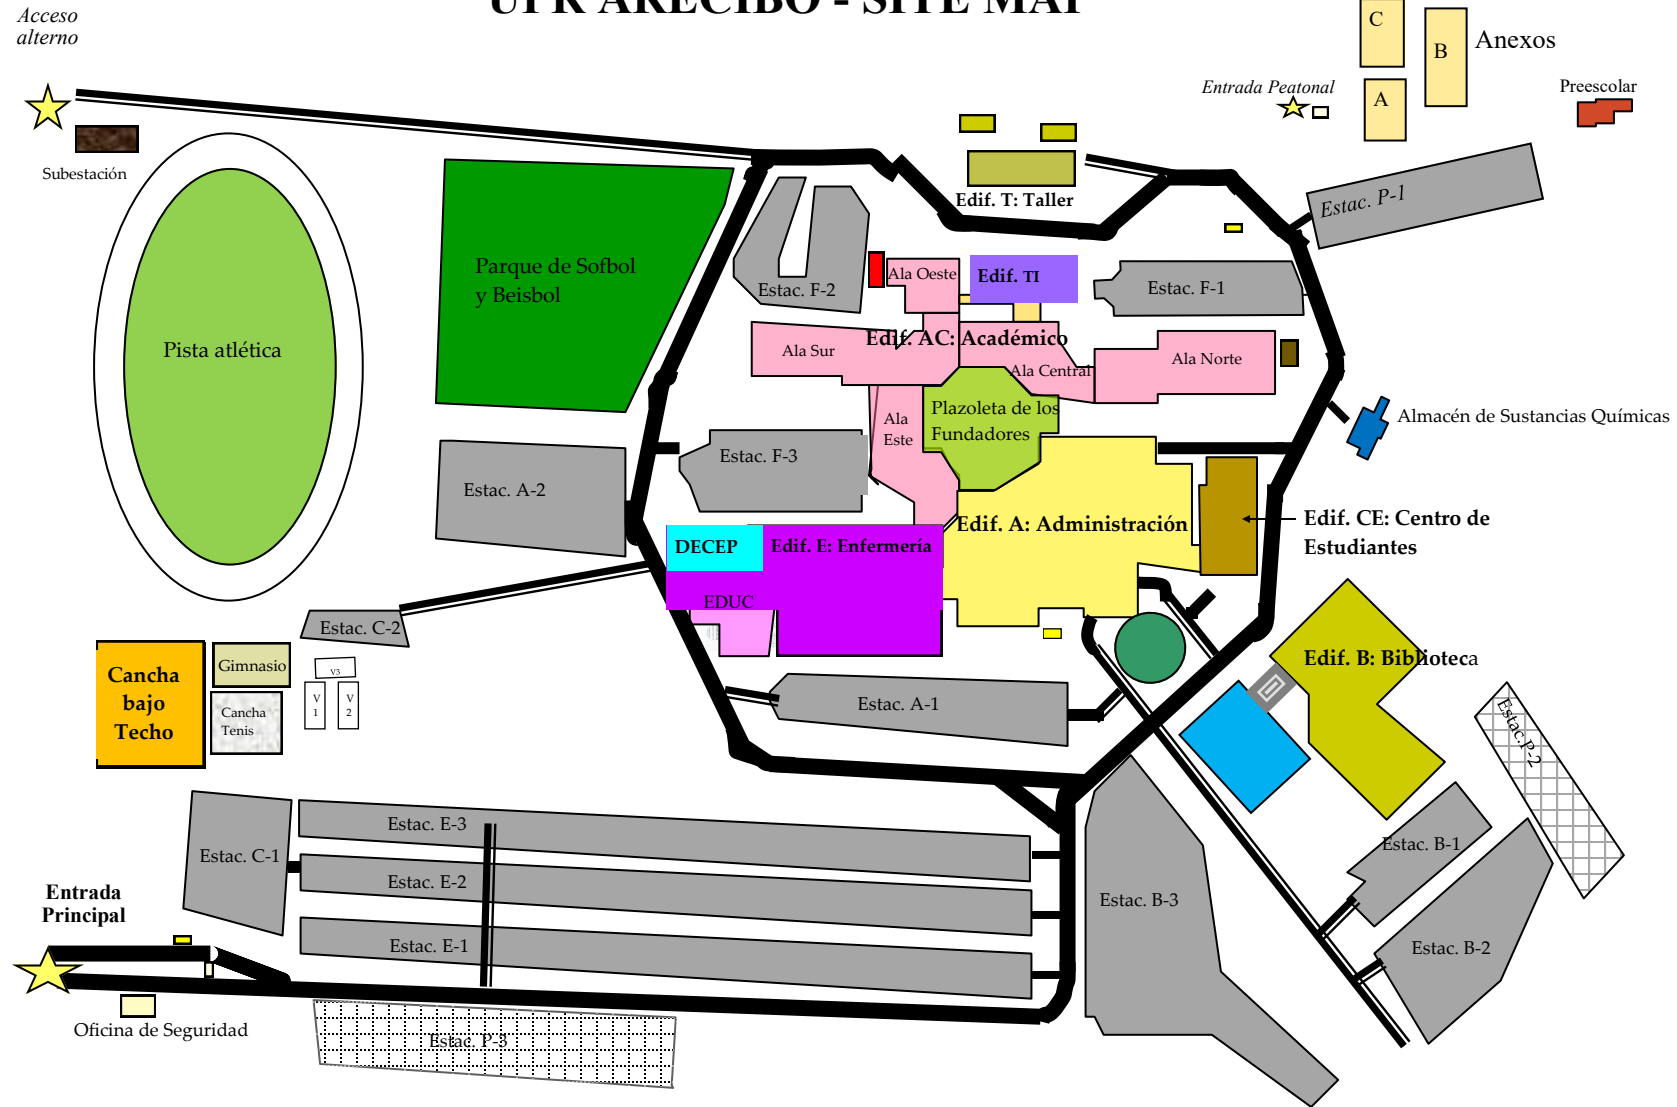 UPR ARECIBO - SITE MAP
Acceso
alterno
C
B
Anexos
A
Entrada Peatonal
Preescolar
Subestación
Edif. T: Taller
Estac. P-1
Parque de Sofbol
y Beisbol
Estac. F-2
Ala Oeste
Edif. TI
Estac. F-1
Pista atlética
Edif. AC: Académico
Ala Sur
Ala Central
Ala Norte
Plazoleta de los
Fundadores
Ala
Este
Almacén de Sustancias Químicas
Estac. F-3
Estac. A-2
Edif. A: Administración
Edif. CE: Centro de
Estudiantes
DECEP
Edif. E: Enfermería
EDUC
Estac. C-2
Cancha
bajo
Techo
Gimnasio
Cancha
Tenis
V3
V
1
V
2
Edif. B: Biblioteca
Estac. A-1
Estac.P-2
Estac. E-3
Estac. C-1
Estac. E-2
Estac. E-1
Estac. B-1
Estac. B-3
Estac. B-2
Entrada
Principal
Oficina de Seguridad
Estac. P-3